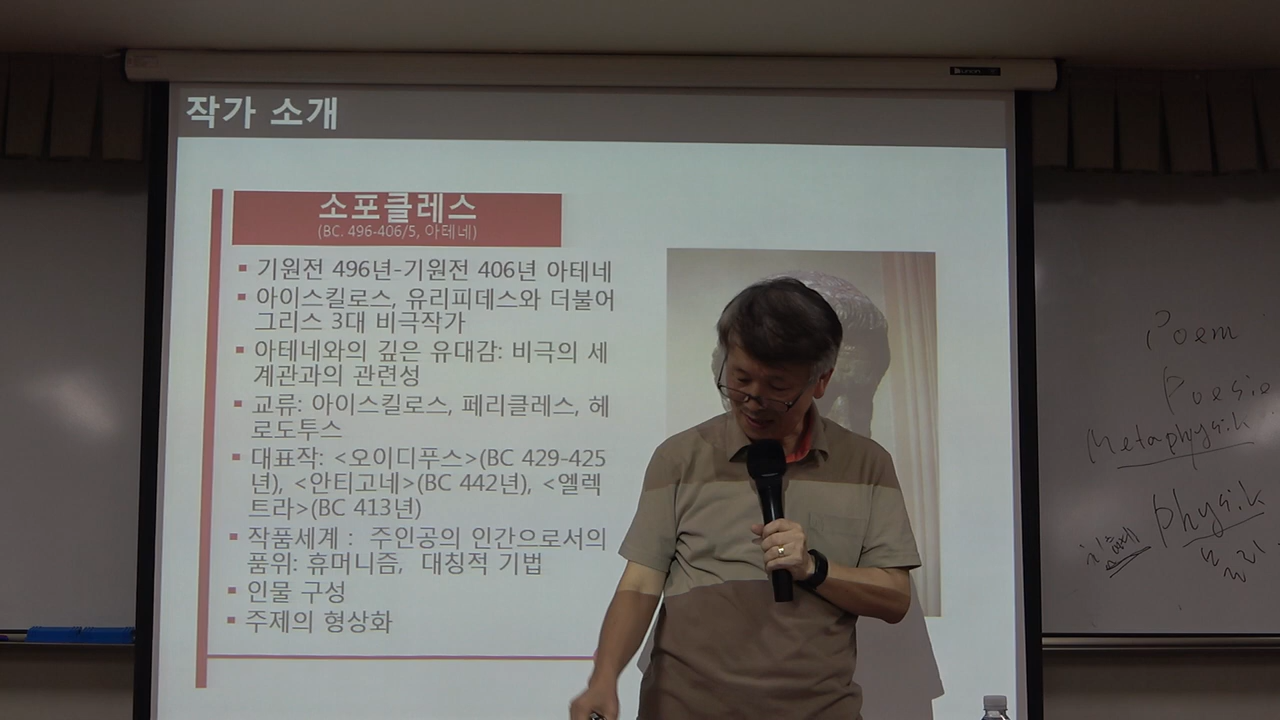 작가 소개
소포클레스
(BC. 496-406/5, 아테네)
▪ 기원전 496년-기원전 406년 아테네
▪ 아이스킬로스, 유리피데스와 더불어
그리스 3대 비극작가
▪ 아테네와의 깊은 유대감: 비극의 세
계관과의 관련성
▪ 교류: 아이스킬로스, 페리클레스, 헤
로도투스
▪ 대표작: <오이디푸스>(BC 429-425
년), <안티고네>(BC 442년), <엘렉
트라>(BC 413년)
▪ 작품세계 : 주인공의 인간으로서의
품위: 휴머니즘, 대칭적 기법
▪ 인물 구성
▪ 주제의 형상화
Poem
Poesie
Metaphysik
Physik